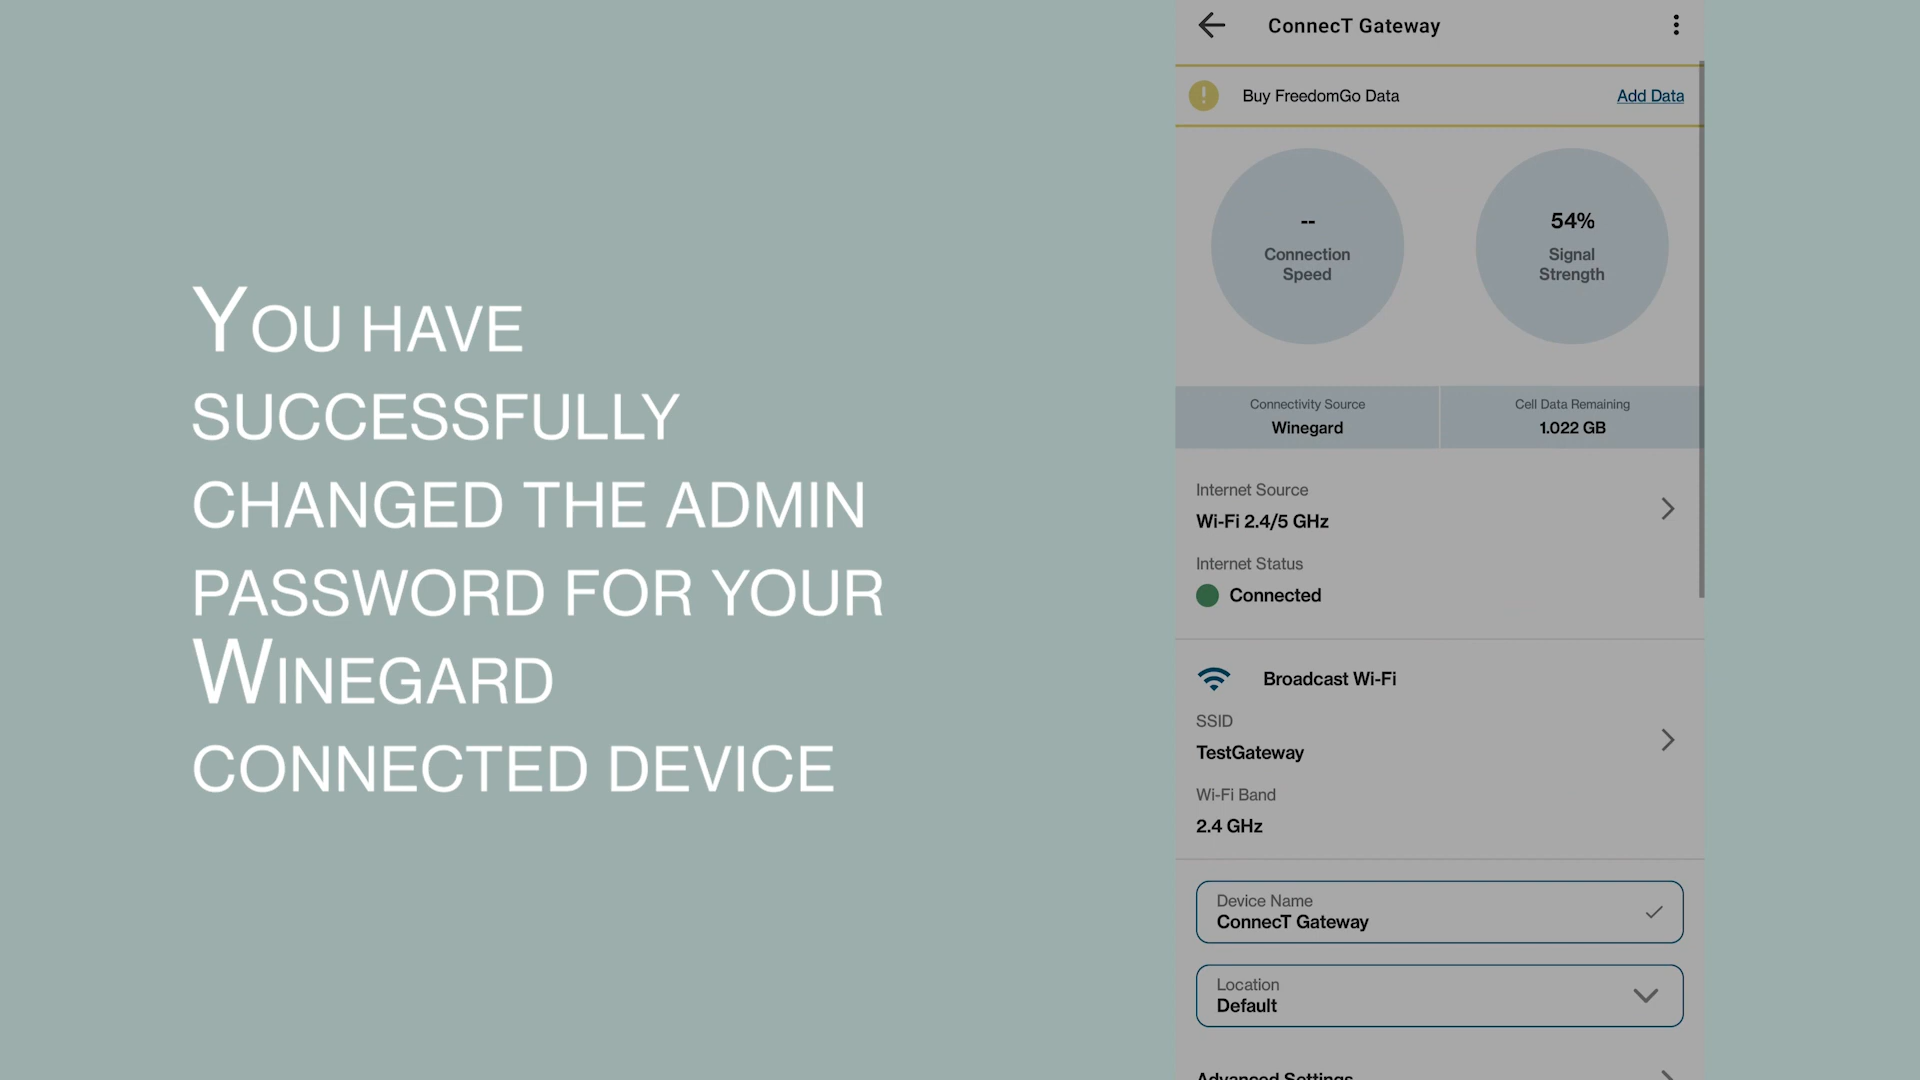 You have
successfully
changed the admin
password for your
Winegard
connected device
ConnecT Gateway
Buy FreedomGo Data
Add Data
--
Connection
Speed
54%
Signal
Strength
Connectivity Source
Winegard
Cell Data Remaining
1.022 GB
Internet Source
Wi-Fi 2.4/5 GHz
Internet Status
Connected
Broadcast Wi-Fi
SSID
TestGateway
Wi-Fi Band
2.4 GHz
Device Name
ConnecT Gateway
Location
Default
Advanced Settings